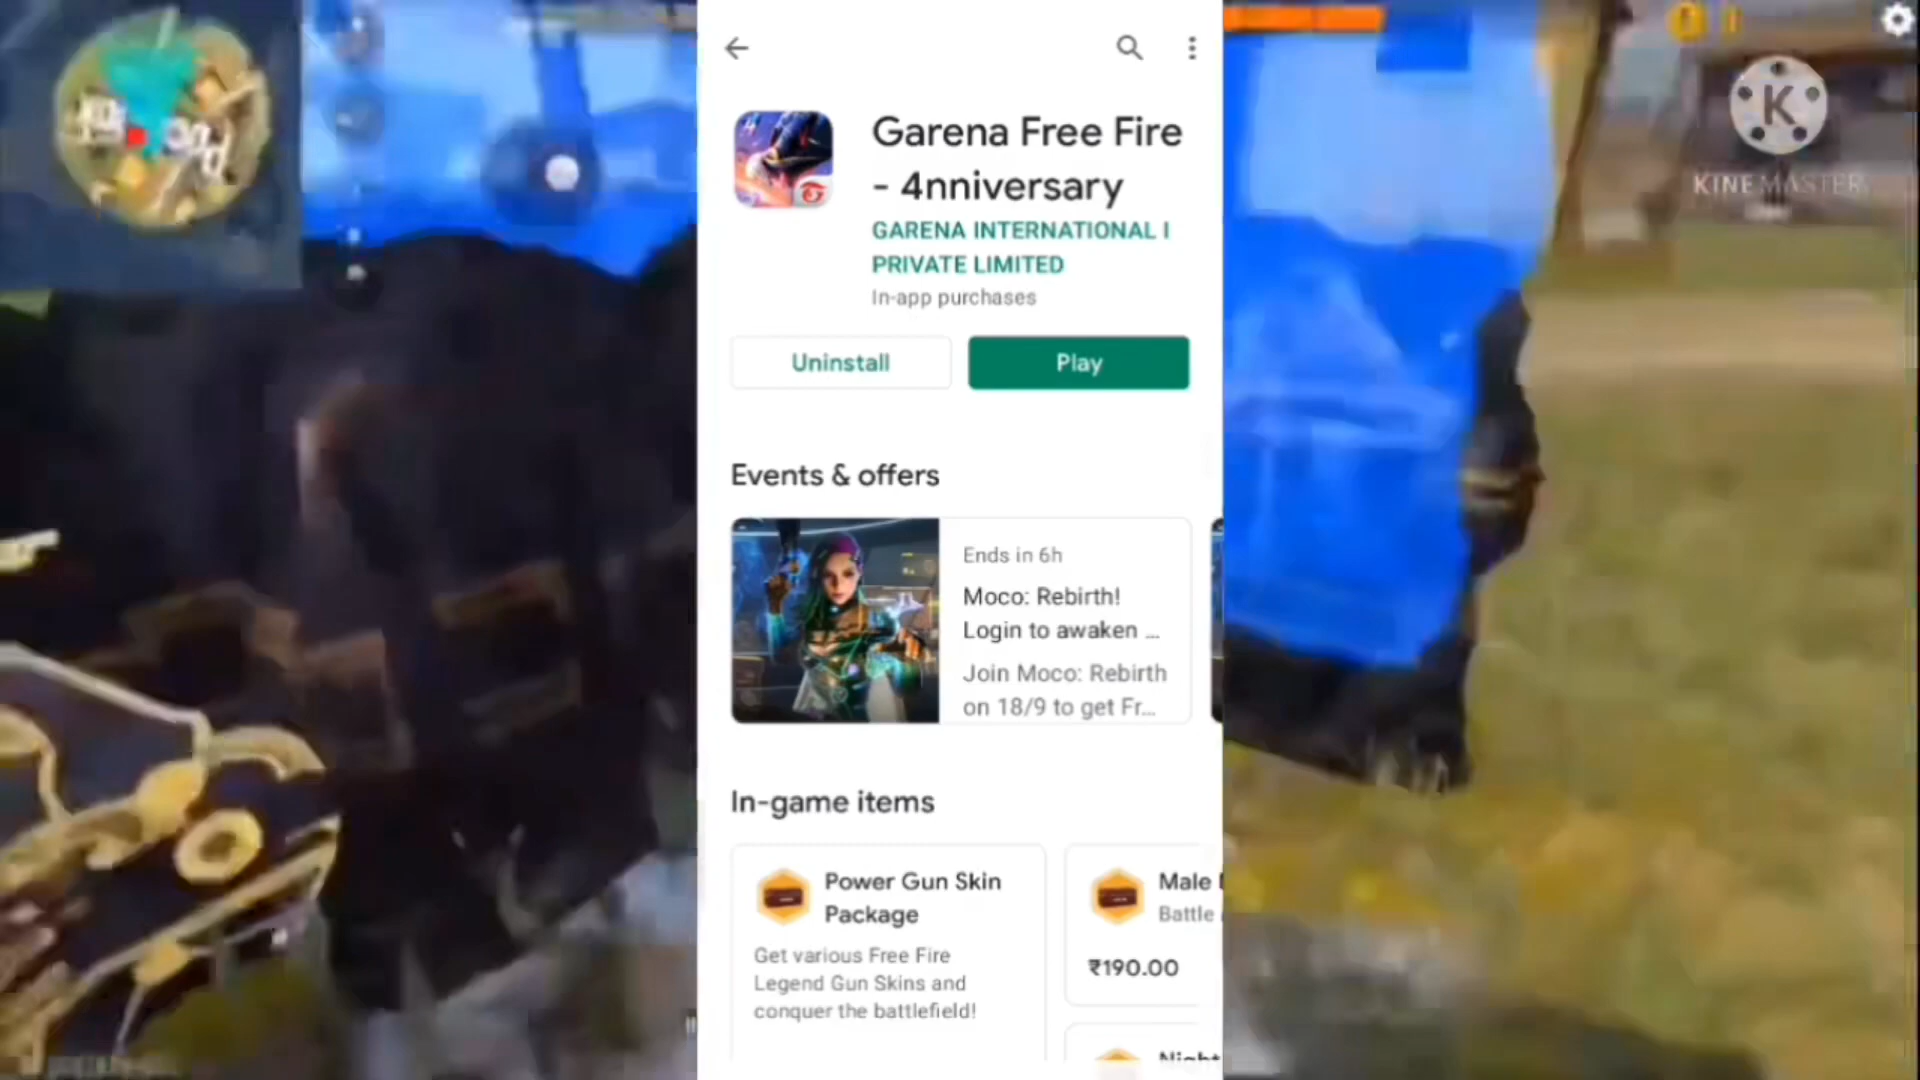 Garena Free Fire
- 4nniversary
GARENA INTERNATIONAL I
PRIVATE LIMITED
In-app purchases
Uninstall
Play
Events & offers
Ends in 6h
Moco: Rebirth!
Login to awaken ...
Join Moco: Rebirth
on 18/9 to get Fr...
In-game items
Power Gun Skin
Package
Get various Free Fire
Legend Gun Skins and
conquer the battlefield!
Male
Battle
₹190.00
Night
K
KINEMASTER